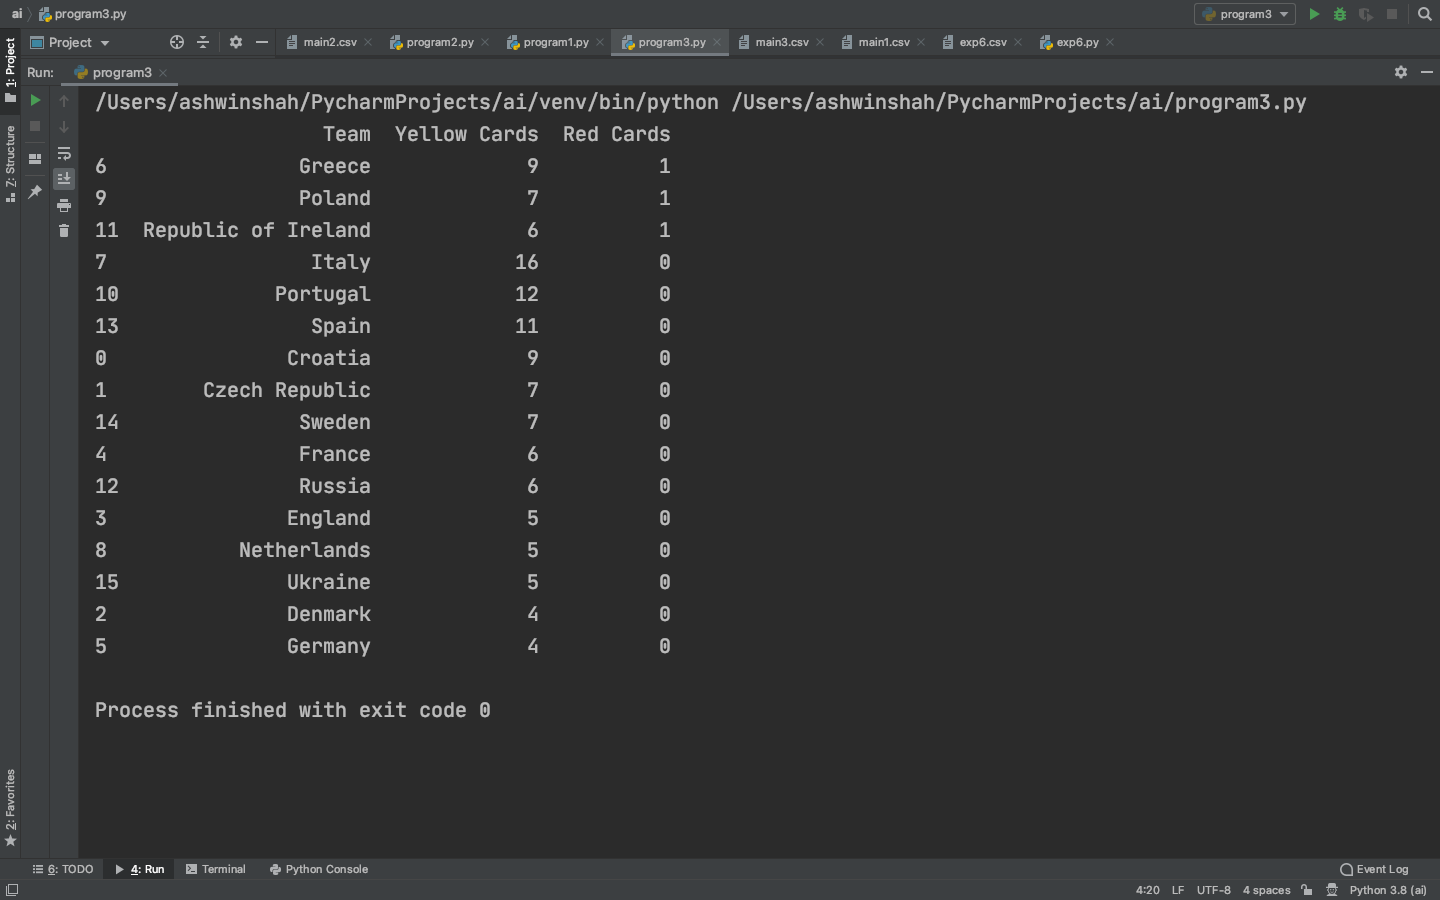 ai program3.py program3
Project main2.csv program2.py program1.py program3.py main3.csv main1.csv exp6.csv exp6.py
1: Project
Run: program3
/Users/ashwinshah/PycharmProjects/ai/venv/bin/python /Users/ashwinshah/PycharmProjects/ai/program3.py
Team Yellow Cards Red Cards
6 Greece 9 1
9 Poland 7 1
11 Republic of Ireland 6 1
7 Italy 16 0
10 Portugal 12 0
13 Spain 11 0
0 Croatia 9 0
1 Czech Republic 7 0
14 Sweden 7 0
4 France 6 0
12 Russia 6 0
3 England 5 0
8 Netherlands 5 0
15 Ukraine 5 0
2 Denmark 4 0
5 Germany 4 0
Process finished with exit code 0
Z: Structure
2: Favorites
6: TODO 4: Run Terminal Python Console Event Log
4:20 LF UTF-8 4 spaces Python 3.8 (ai)